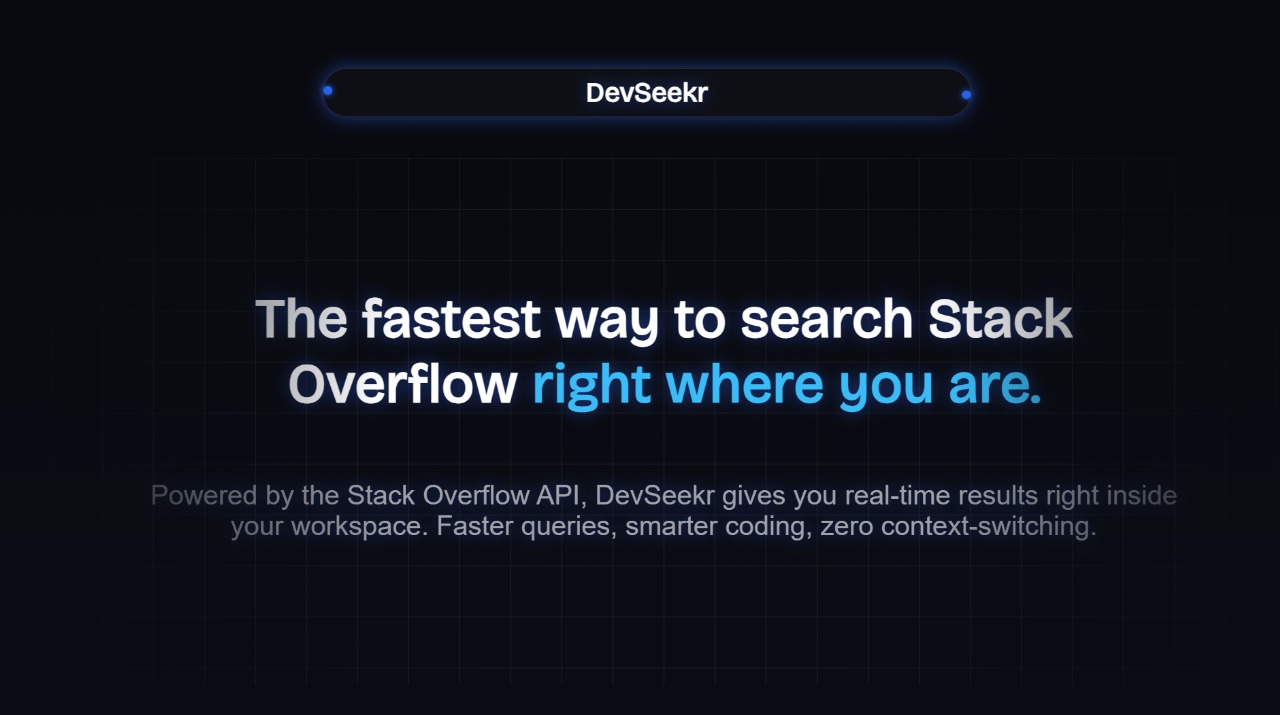 DevSeekr
The fastest way to search Stack
Overflow right where you are.
Powered by the Stack Overflow API, DevSeekr gives you real-time results right inside
your workspace. Faster queries, smarter coding, zero context-switching.